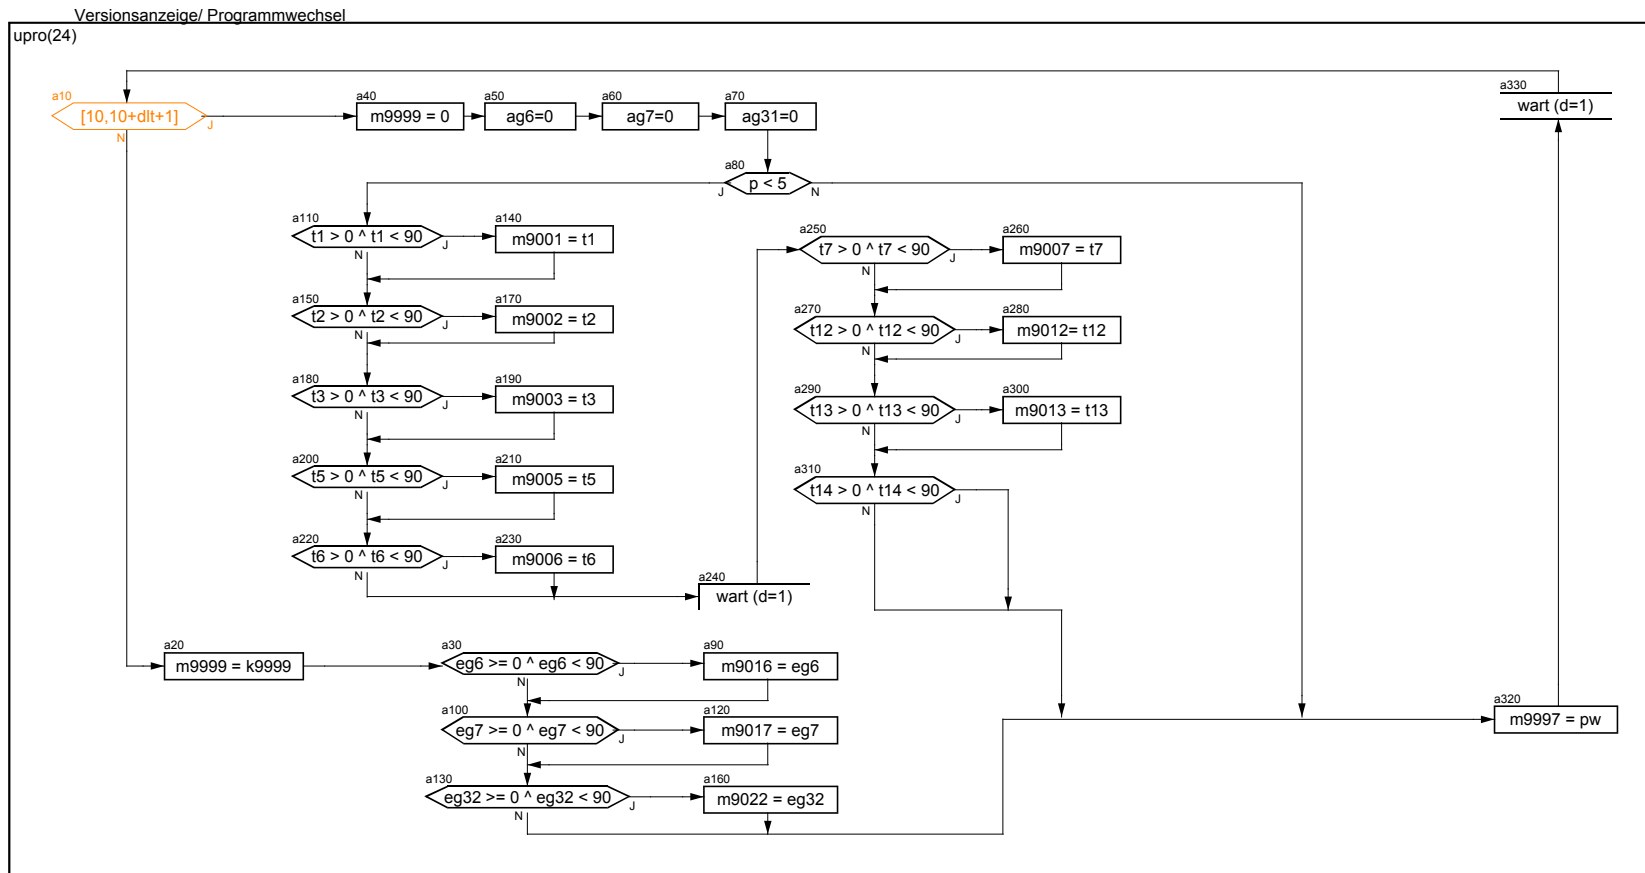 Versionsanzeige/ Programmwechsel
upro(24)
a10
[10,10+dlt+1]
J
N
a40
m9999 = 0
a50
ag6=0
a60
ag7=0
a70
ag31=0
a330
wart (d=1)
a80
p < 5
J
N
a110
t1 > 0 ^ t1 < 90
J
N
a140
m9001 = t1
a150
t2 > 0 ^ t2 < 90
J
N
a170
m9002 = t2
a180
t3 > 0 ^ t3 < 90
J
N
a190
m9003 = t3
a200
t5 > 0 ^ t5 < 90
J
N
a210
m9005 = t5
a220
t6 > 0 ^ t6 < 90
J
N
a230
m9006 = t6
a240
wart (d=1)
a250
t7 > 0 ^ t7 < 90
J
N
a260
m9007 = t7
a270
t12 > 0 ^ t12 < 90
J
N
a280
m9012= t12
a290
t13 > 0 ^ t13 < 90
J
N
a300
m9013 = t13
a310
t14 > 0 ^ t14 < 90
J
N
a20
m9999 = k9999
a30
eg6 >= 0 ^ eg6 < 90
J
N
a90
m9016 = eg6
a100
eg7 >= 0 ^ eg7 < 90
J
N
a120
m9017 = eg7
a130
eg32 >= 0 ^ eg32 < 90
J
N
a160
m9022 = eg32
a320
m9997 = pw